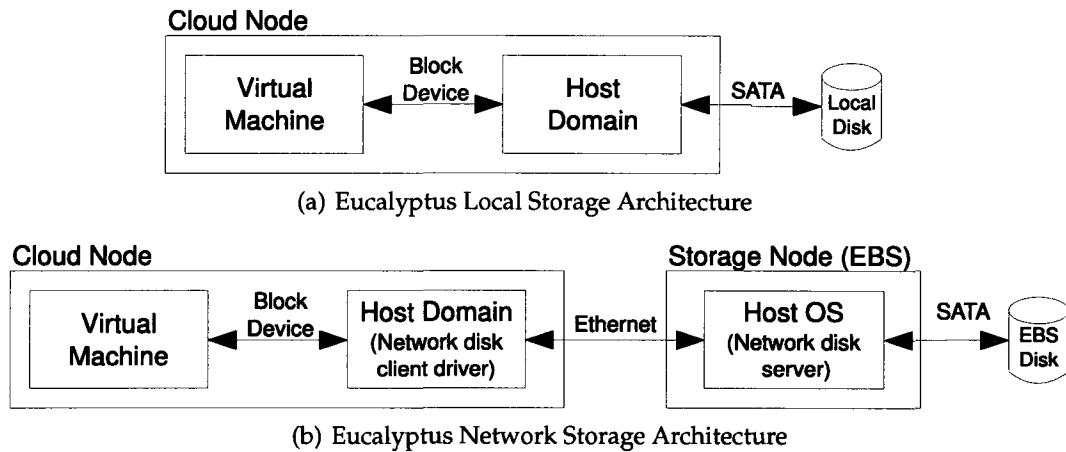 Cloud Node
Virtual
Machine
Block
Device
Host
Domain
SATA
Local
Disk
(a) Eucalyptus Local Storage Architecture
Cloud Node
Virtual
Machine
Block
Device
Host Domain
(Network disk
client driver)
Ethernet
Storage Node (EBS)
Host OS
(Network disk
server)
SATA
EBS
Disk
(b) Eucalyptus Network Storage Architecture